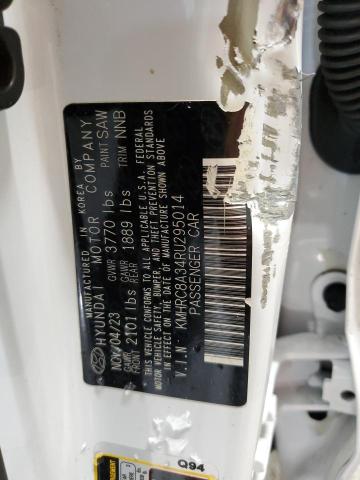 MANUFACTURED IN KOREA BY
HYUNDAI MOTOR COMPANY
NOV/04/23 GVWR 3770 lbs PAINT SAW
GAWR FRONT 2101 lbs GAWR REAR 1889 lbs TRIM NNB
THIS VEHICLE CONFORMS TO ALL APPLICABLE U.S.A. FEDERAL
MOTOR VEHICLE SAFETY, BUMPER, AND THEFT PREVENTION STANDARDS
IN EFFECT ON THE DATE OF MANUFACTURE SHOWN ABOVE.
V.I.N: KMHRC8A34RU295014
PASSENGER CAR
Q94